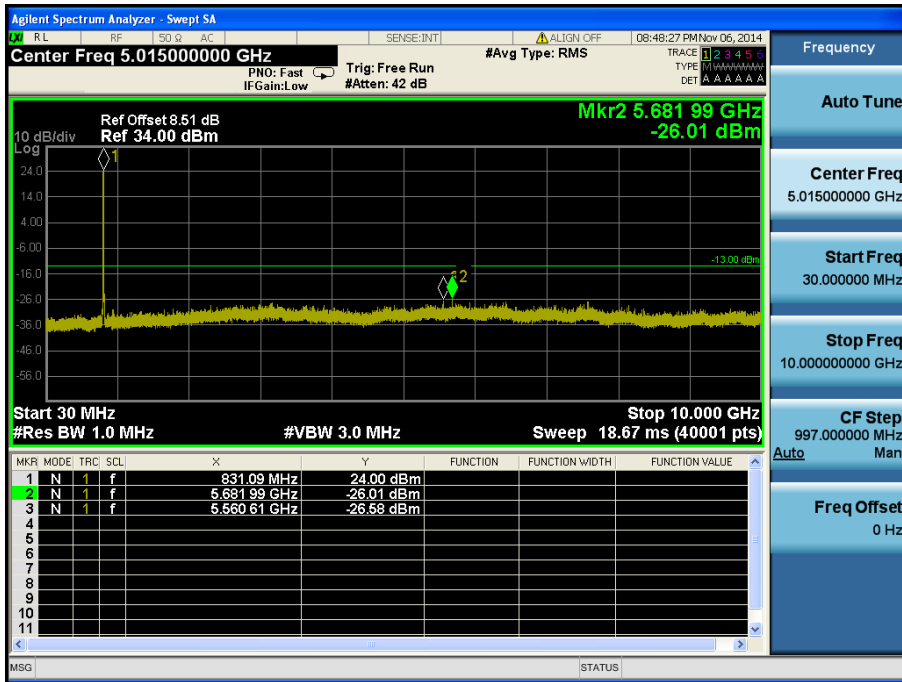 Agilent Spectrum Analyzer - Swept SA
LXI RL RF 50 Ω AC SENSE:INT ALIGN OFF 08:48:27 PM Nov 06, 2014
Center Freq 5.015000000 GHz
#Avg Type: RMS
TRACE 1 2 3 4 5 6
TYPE M W W W W W
DET A A A A A A
PNO: Fast
IFGain:Low
Trig: Free Run
#Atten: 42 dB
Frequency
Mkr2 5.681 99 GHz
-26.01 dBm
Ref Offset 8.51 dB
10 dB/div Ref 34.00 dBm
Log
1
24.0
14.0
4.00
-6.00
-13.00 dBm
-16.0
2
-26.0
-36.0
-46.0
-56.0
Start 30 MHz Stop 10.000 GHz
#Res BW 1.0 MHz #VBW 3.0 MHz Sweep 18.67 ms (40001 pts)
MKR MODE TRC SCL X Y FUNCTION FUNCTION WIDTH FUNCTION VALUE
1 N 1 f 831.09 MHz 24.00 dBm
2 N 1 f 5.681 99 GHz -26.01 dBm
3 N 1 f 5.560 61 GHz -26.58 dBm
4
5
6
7
8
9
10
11
MSG STATUS
Auto Tune
Center Freq
5.015000000 GHz
Start Freq
30.000000 MHz
Stop Freq
10.000000000 GHz
CF Step
997.000000 MHz
Auto Man
Freq Offset
0 Hz